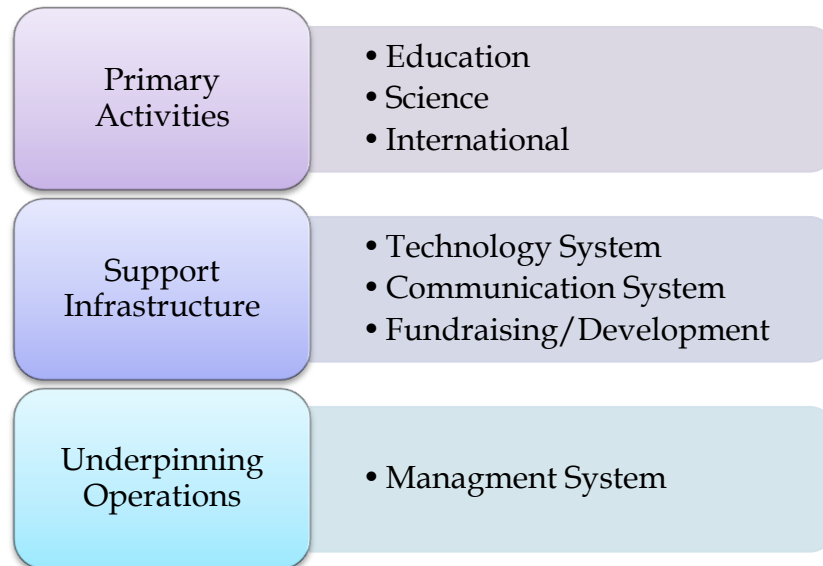 Primary
Activities
• Education
• Science
• International
Support
Infrastructure
• Technology System
• Communication System
• Fundraising/Development
Underpinning
Operations
• Managment System